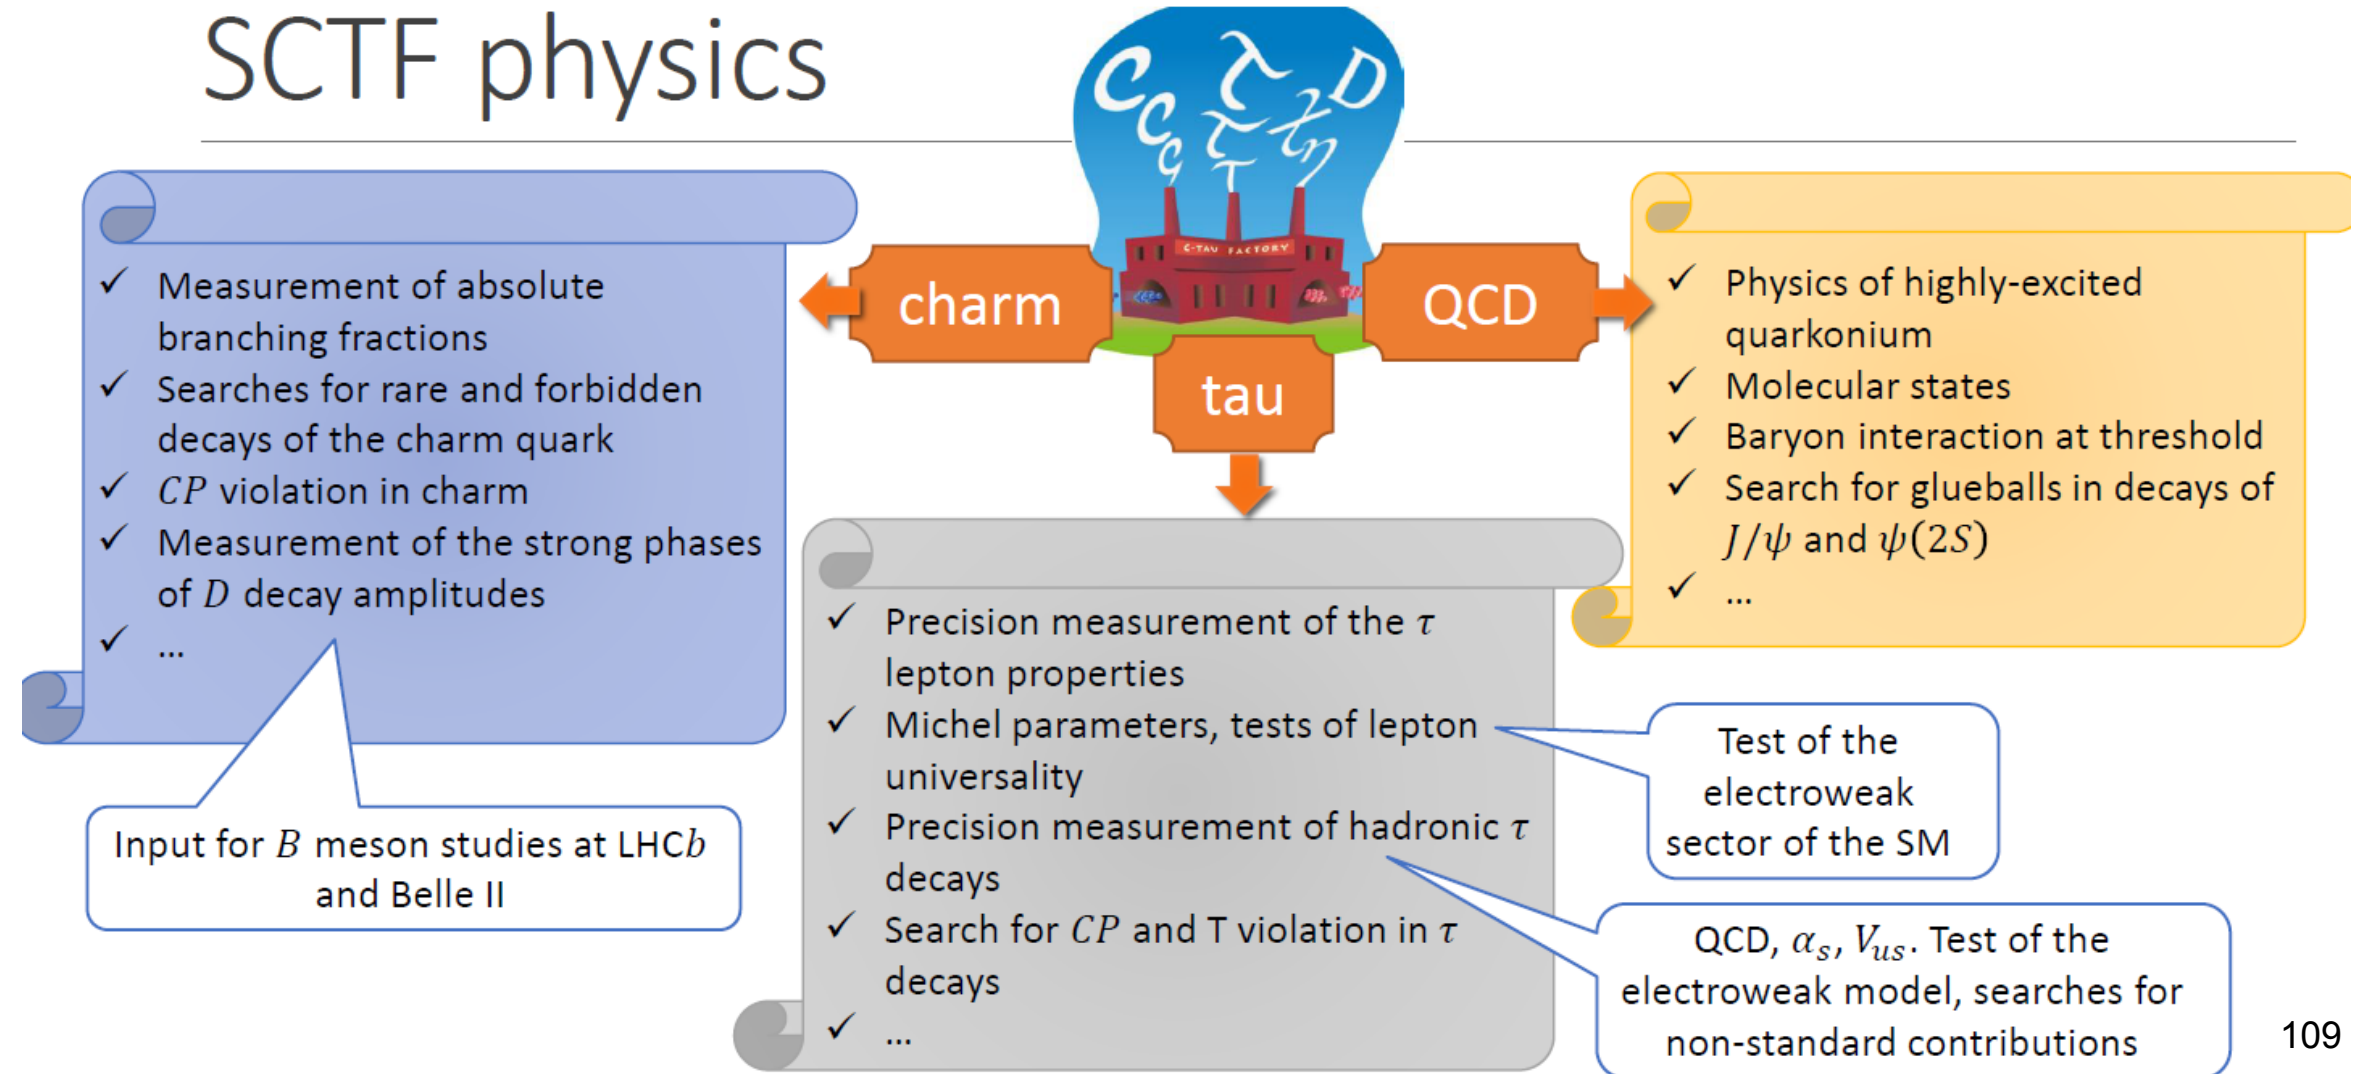 SCTF physics
C τ D
C τ χ
c τ η
C-TAU FACTORY
charm
tau
QCD
✓ Measurement of absolute
branching fractions
✓ Searches for rare and forbidden
decays of the charm quark
✓ CP violation in charm
✓ Measurement of the strong phases
of D decay amplitudes
✓ ...
Input for B meson studies at LHCb
and Belle II
✓ Precision measurement of the τ
lepton properties
✓ Michel parameters, tests of lepton
universality
✓ Precision measurement of hadronic τ
decays
✓ Search for CP and T violation in τ
decays
✓ ...
✓ Physics of highly-excited
quarkonium
✓ Molecular states
✓ Baryon interaction at threshold
✓ Search for glueballs in decays of
J/ψ and ψ(2S)
✓ ...
Test of the
electroweak
sector of the SM
QCD, αs, Vus. Test of the
electroweak model, searches for
non-standard contributions
109